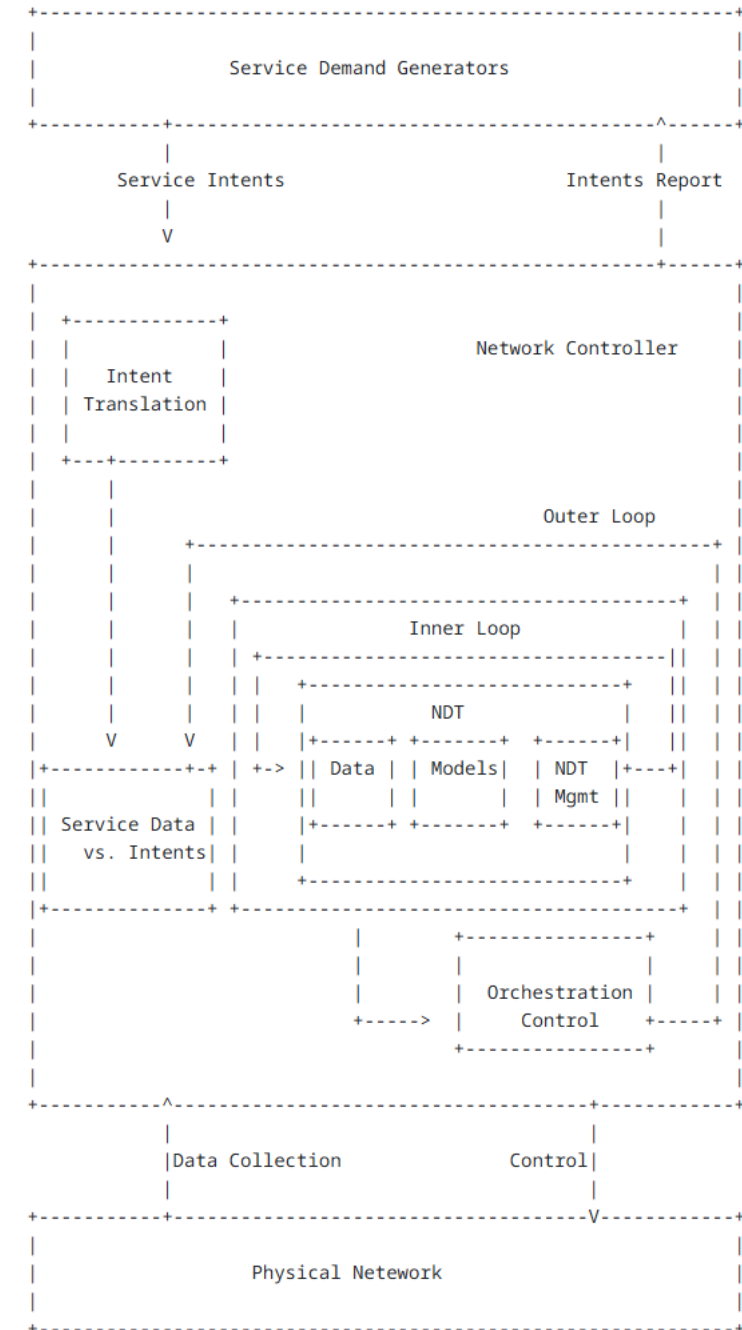 Service Demand Generators
Service Intents Intents Report
Network Controller
Intent
Translation
Outer Loop
Inner Loop
NDT
Data Models NDT
Mgmt
Service Data
vs. Intents
Orchestration
Control
Data Collection Control
Physical Netework